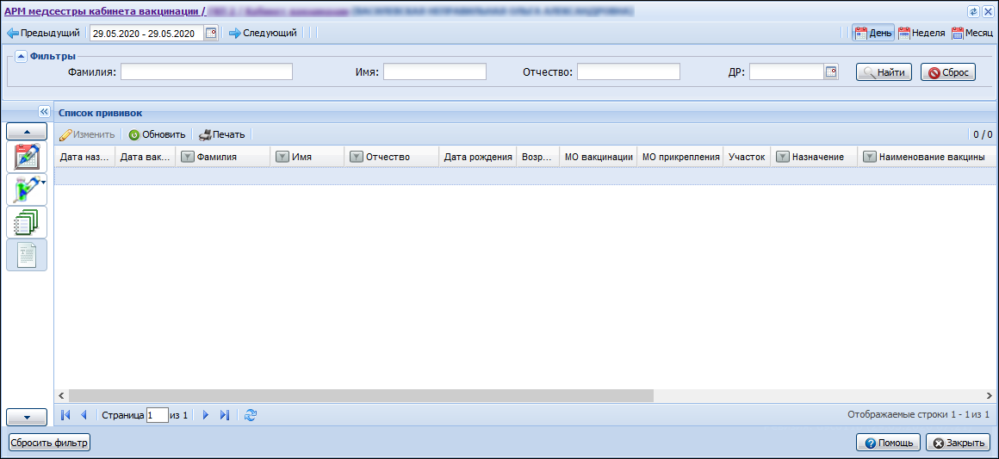 АРМ медсестры кабинета вакцинации /
Предыдущий 29.05.2020 - 29.05.2020 Следующий День Неделя Месяц
Фильтры
Фамилия: Имя: Отчество: ДР: Найти Сброс
Список прививок
Изменить Обновить Печать 0 / 0
Дата наз... Дата вак... Фамилия Имя Отчество Дата рождения Возр... МО вакцинации МО прикрепления Участок Назначение Наименование вакцины
Страница 1 из 1 Отображаемые строки 1 - 1 из 1
Сбросить фильтр Помощь Закрыть